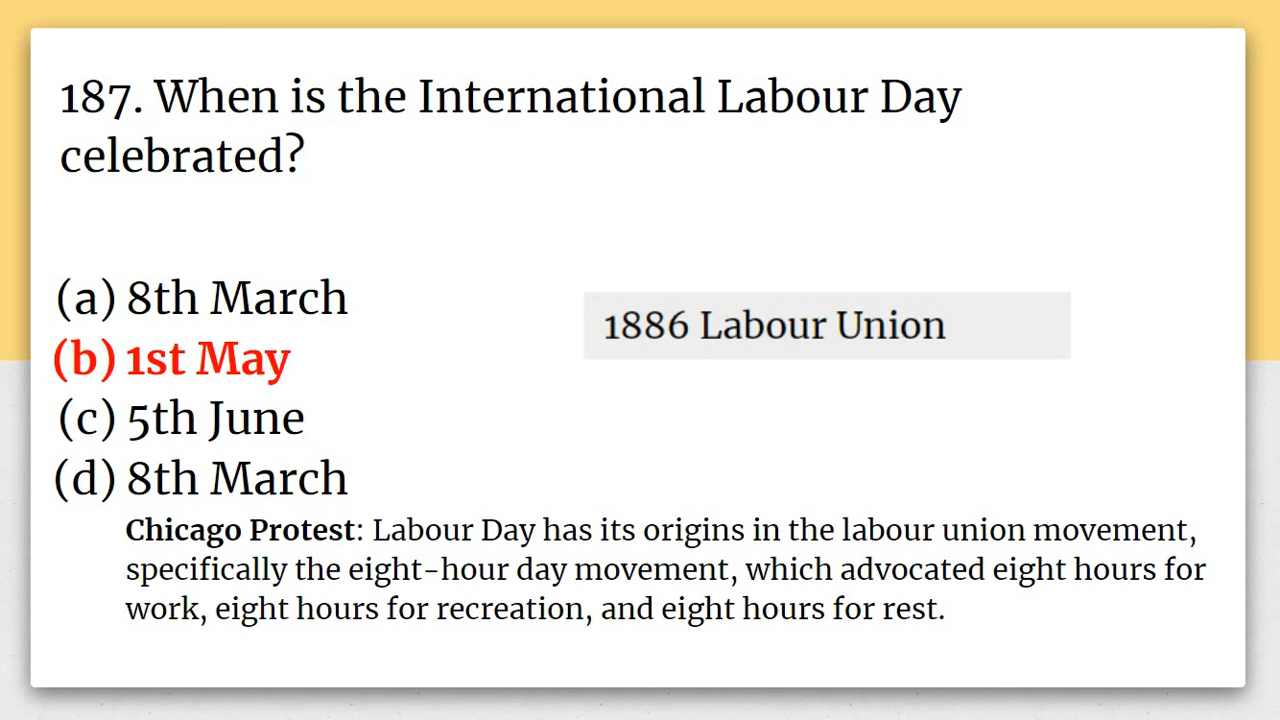 187. When is the International Labour Day
celebrated?
(a) 8th March
1886 Labour Union
(b) 1st May
(c) 5th June
(d) 8th March
Chicago Protest: Labour Day has its origins in the labour union movement,
specifically the eight-hour day movement, which advocated eight hours for
work, eight hours for recreation, and eight hours for rest.